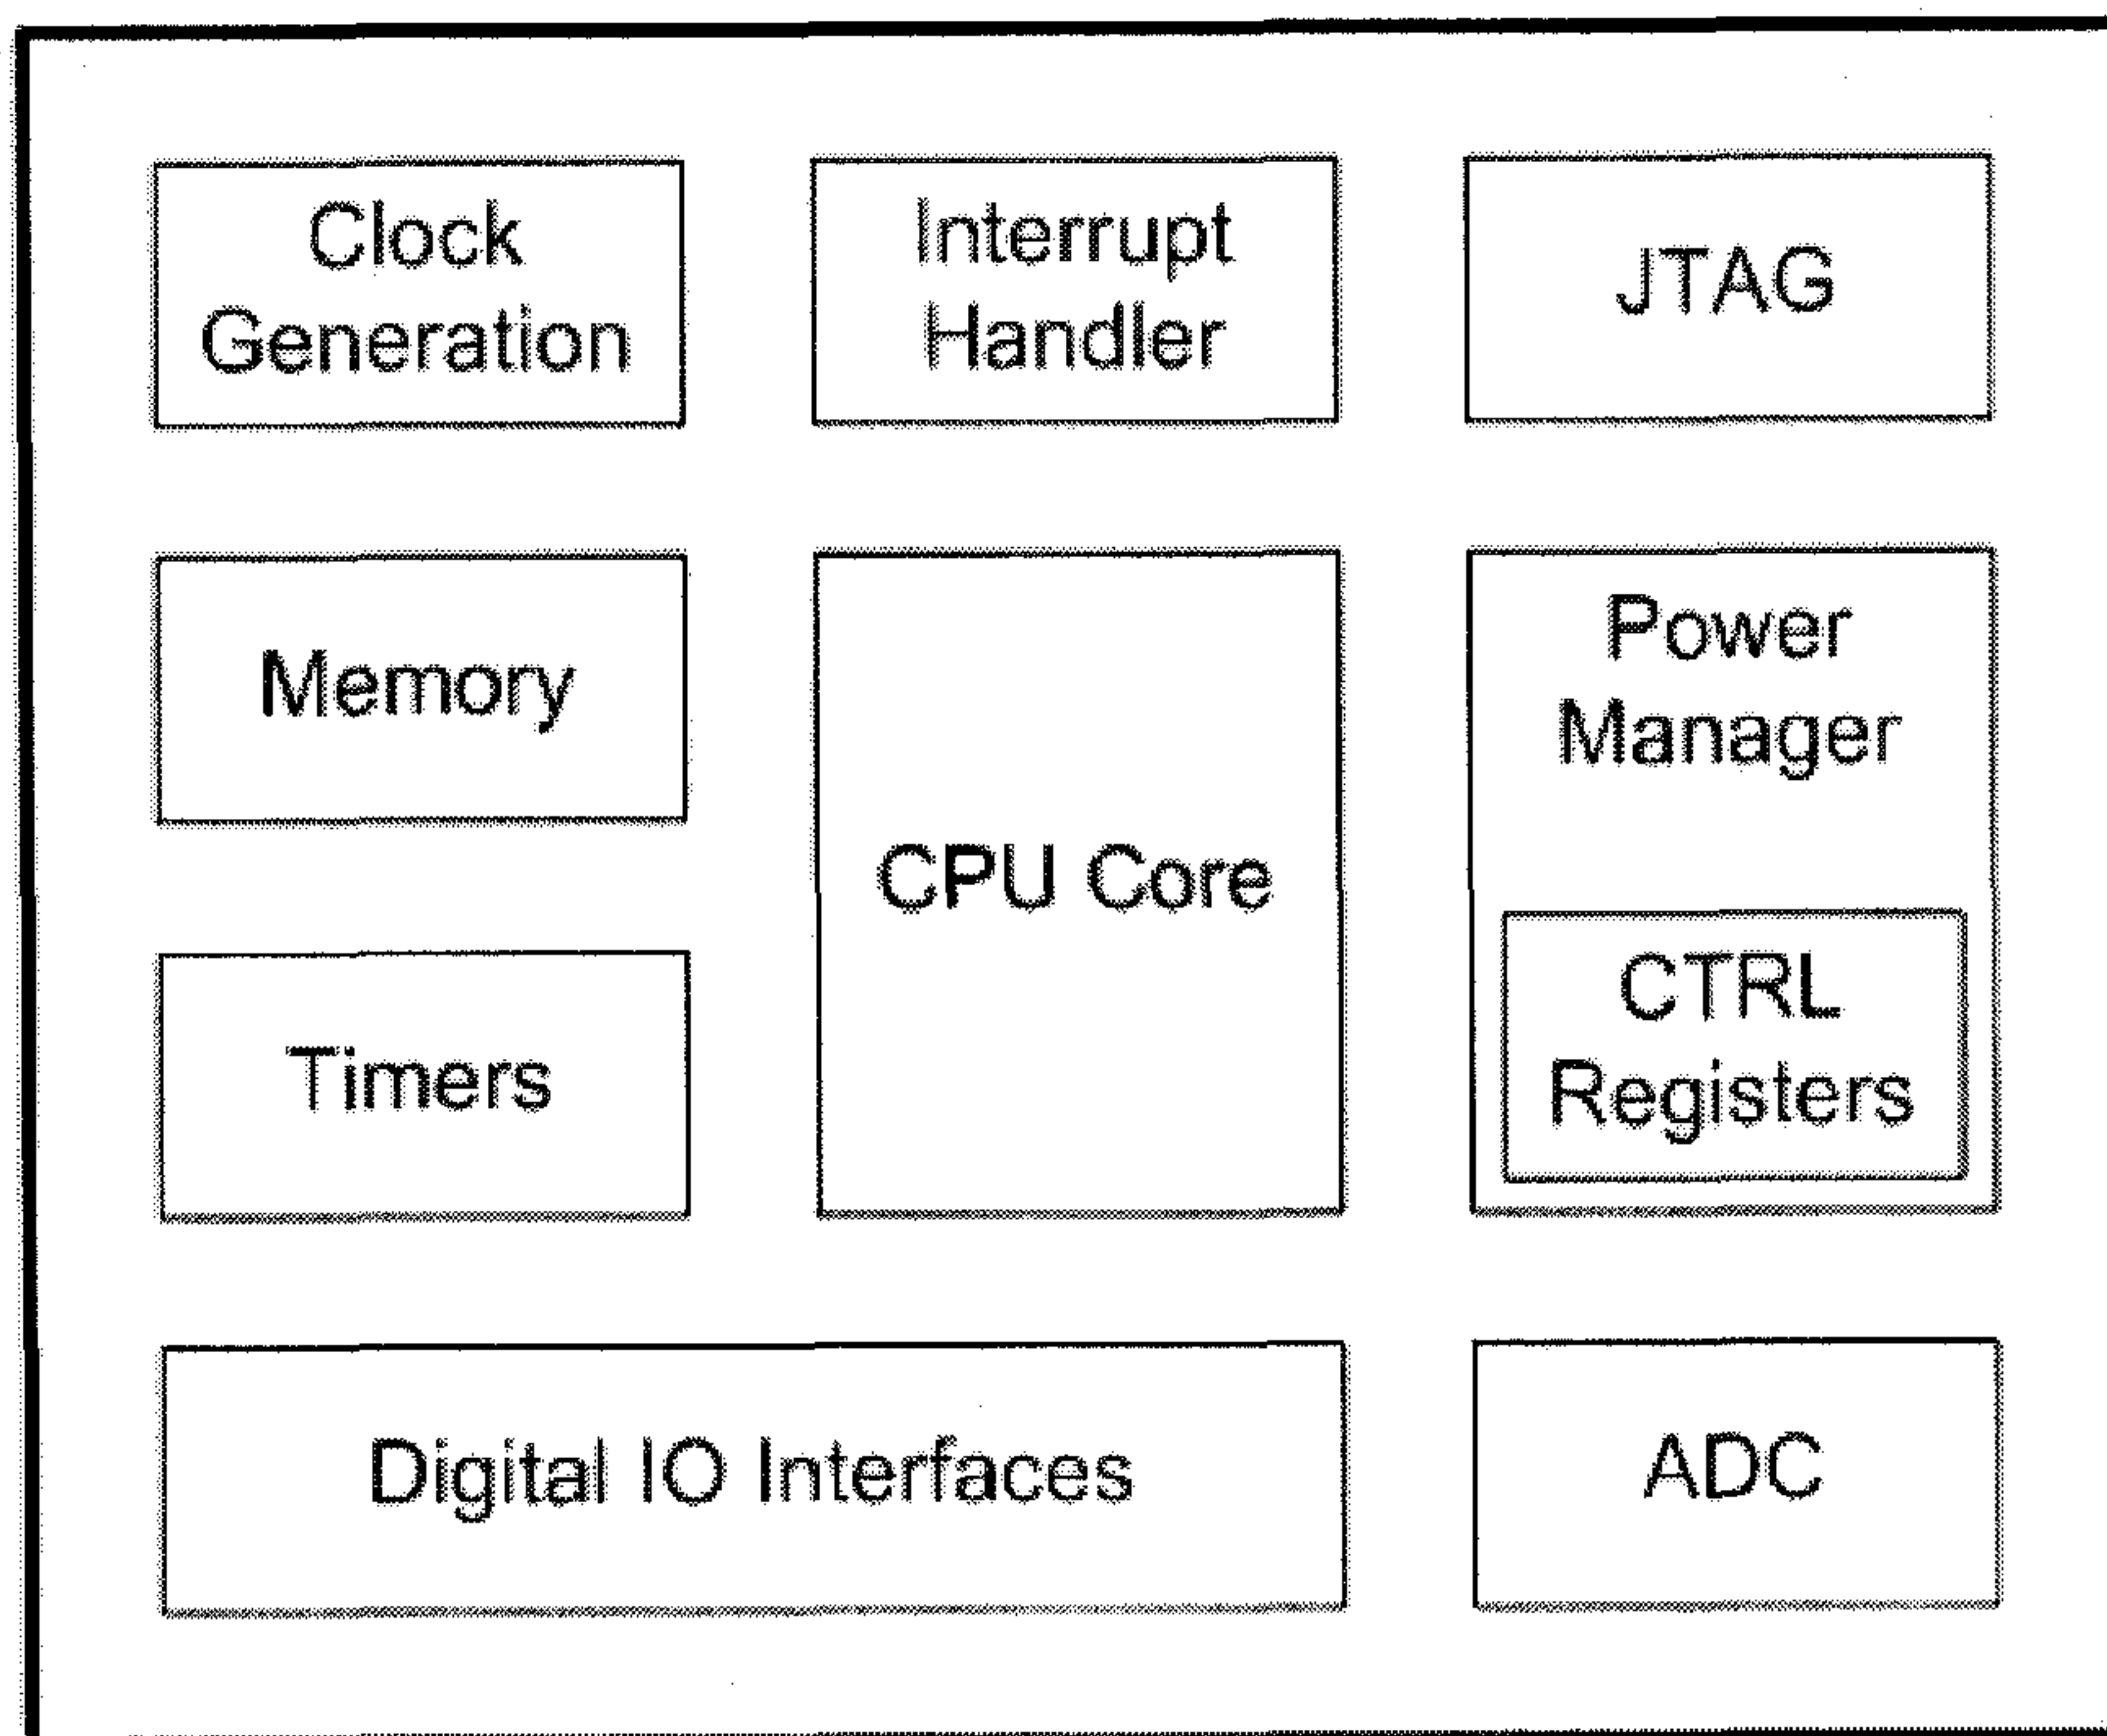 Clock
Generation
Interrupt
Handler
JTAG
Memory
CPU Core
Power
Manager
CTRL
Registers
Timers
Digital IO Interfaces
ADC